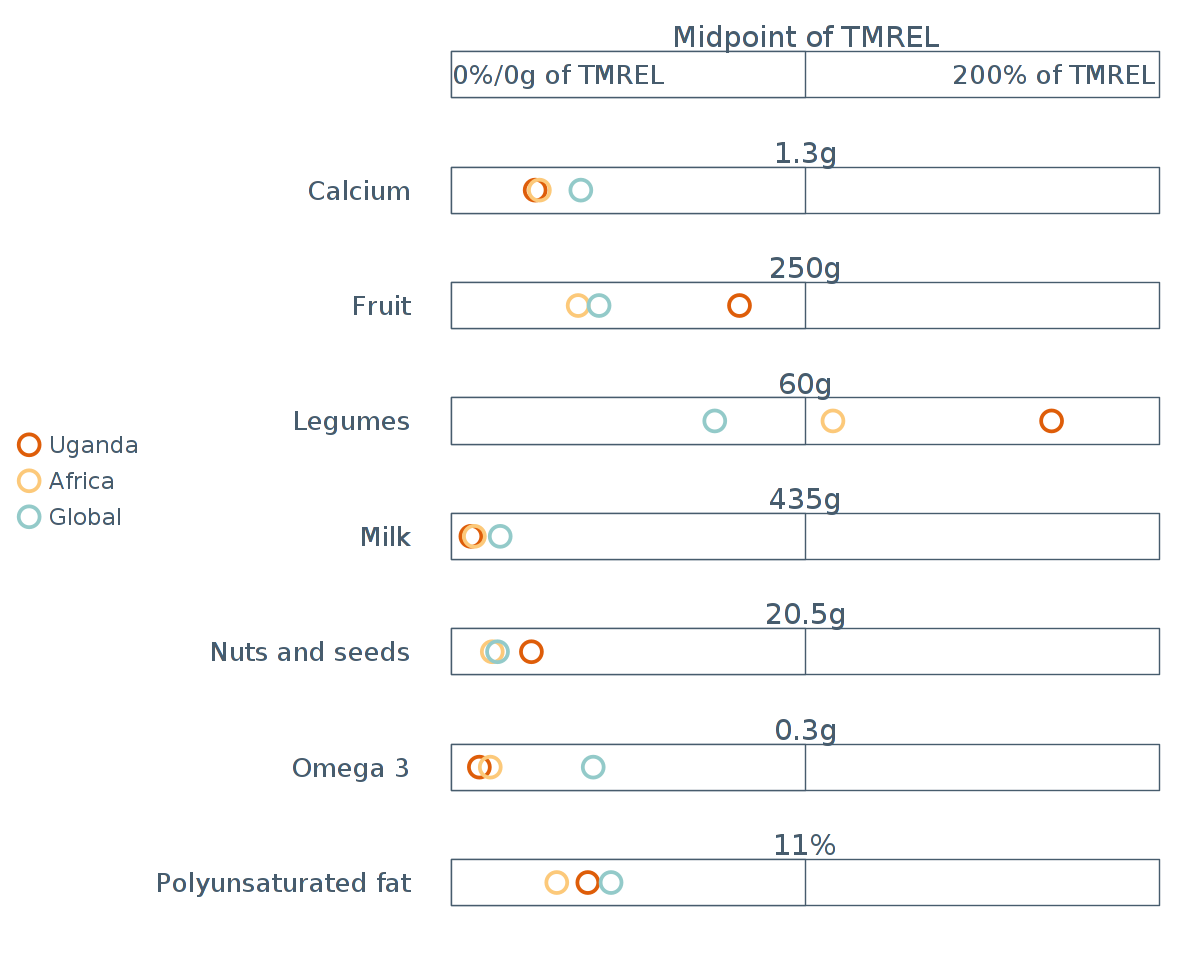 Midpoint of TMREL
0%/0g of TMREL
200% of TMREL
1.3g
Calcium
250g
Fruit
60g
Legumes
Uganda
Africa
Global
435g
Milk
20.5g
Nuts and seeds
0.3g
Omega 3
11%
Polyunsaturated fat